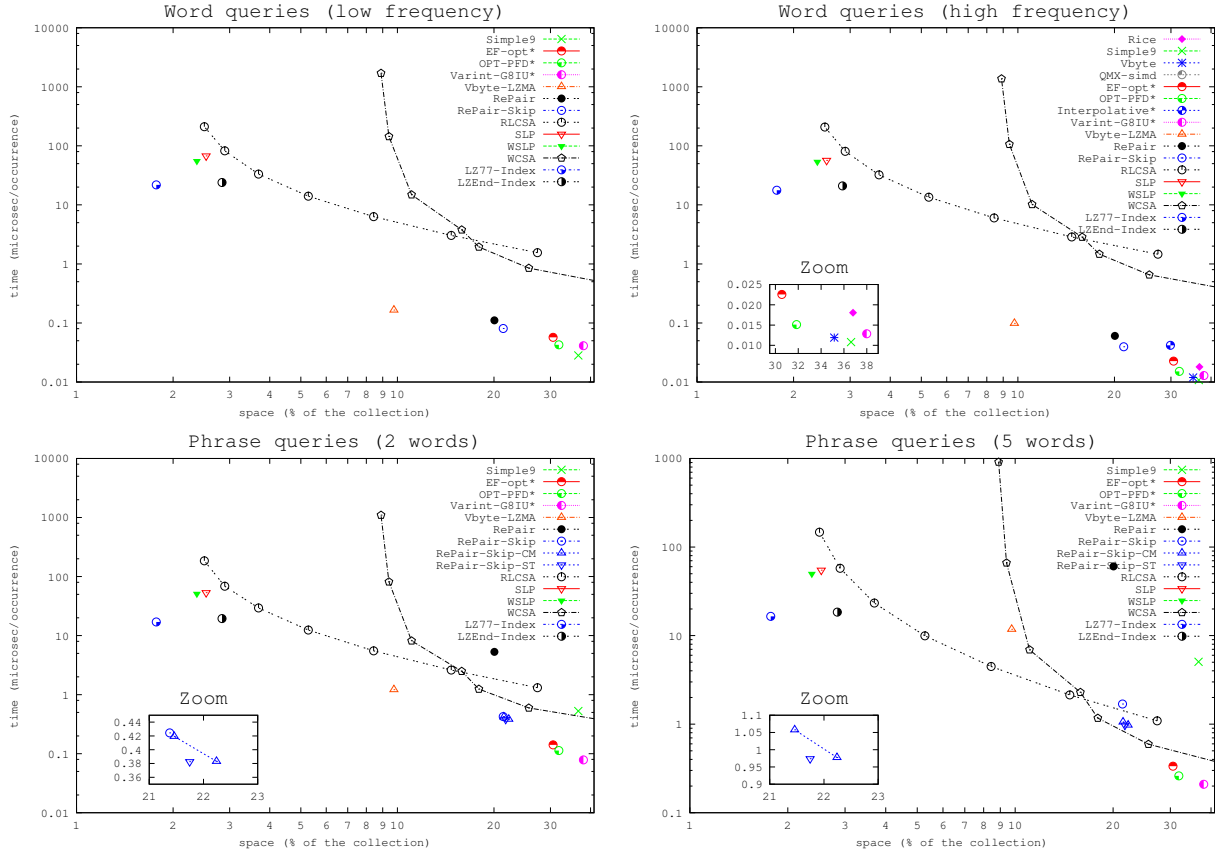 Word queries (low frequency)
time (microsec/occurrence)
10000
1000
100
10
1
0.1
0.01
Simple9
EF-opt*
OPT-PFD*
Varint-G8IU*
Vbyte-LZMA
RePair
RePair-Skip
RLCSA
SLP
WSLP
WCSA
LZ77-Index
LZEnd-Index
1 2 3 4 5 6 7 8 9 10 20 30
space (% of the collection)
Word queries (high frequency)
time (microsec/occurrence)
10000
1000
100
10
1
0.1
0.01
Rice
Simple9
Vbyte
QMX-simd
EF-opt*
OPT-PFD*
Interpolative*
Varint-G8IU*
Vbyte-LZMA
RePair
RePair-Skip
RLCSA
SLP
WSLP
WCSA
LZ77-Index
LZEnd-Index
Zoom
0.025
0.020
0.015
0.010
30 32 34 36 38
1 2 3 4 5 6 7 8 9 10 20 30
space (% of the collection)
Phrase queries (2 words)
time (microsec/occurrence)
10000
1000
100
10
1
0.1
0.01
Simple9
EF-opt*
OPT-PFD*
Varint-G8IU*
Vbyte-LZMA
RePair
RePair-Skip
RePair-Skip-CM
RePair-Skip-ST
RLCSA
SLP
WSLP
WCSA
LZ77-Index
LZEnd-Index
Zoom
0.44
0.42
0.4
0.38
0.36
21 22 23
1 2 3 4 5 6 7 8 9 10 20 30
space (% of the collection)
Phrase queries (5 words)
time (microsec/occurrence)
1000
100
10
1
0.1
Simple9
EF-opt*
OPT-PFD*
Varint-G8IU*
Vbyte-LZMA
RePair
RePair-Skip
RePair-Skip-CM
RePair-Skip-ST
RLCSA
SLP
WSLP
WCSA
LZ77-Index
LZEnd-Index
Zoom
1.1
1.05
1
0.95
0.9
21 22 23
1 2 3 4 5 6 7 8 9 10 20 30
space (% of the collection)